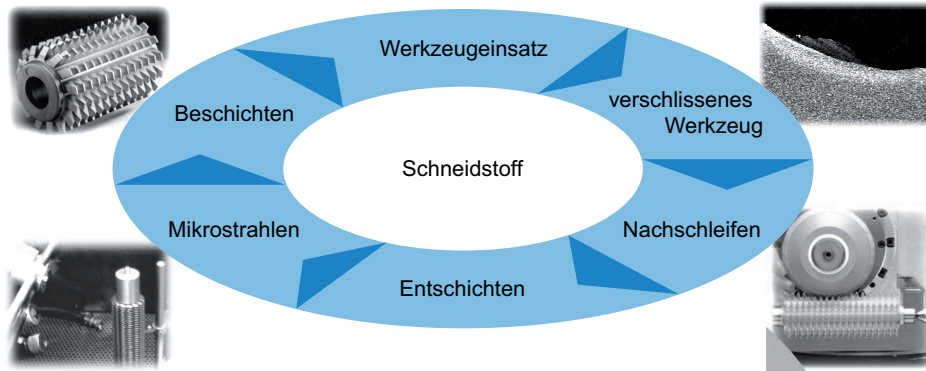 Werkzeugeinsatz
verschlissenes
Werkzeug
Nachschleifen
Entschichten
Mikrostrahlen
Beschichten
Schneidstoff